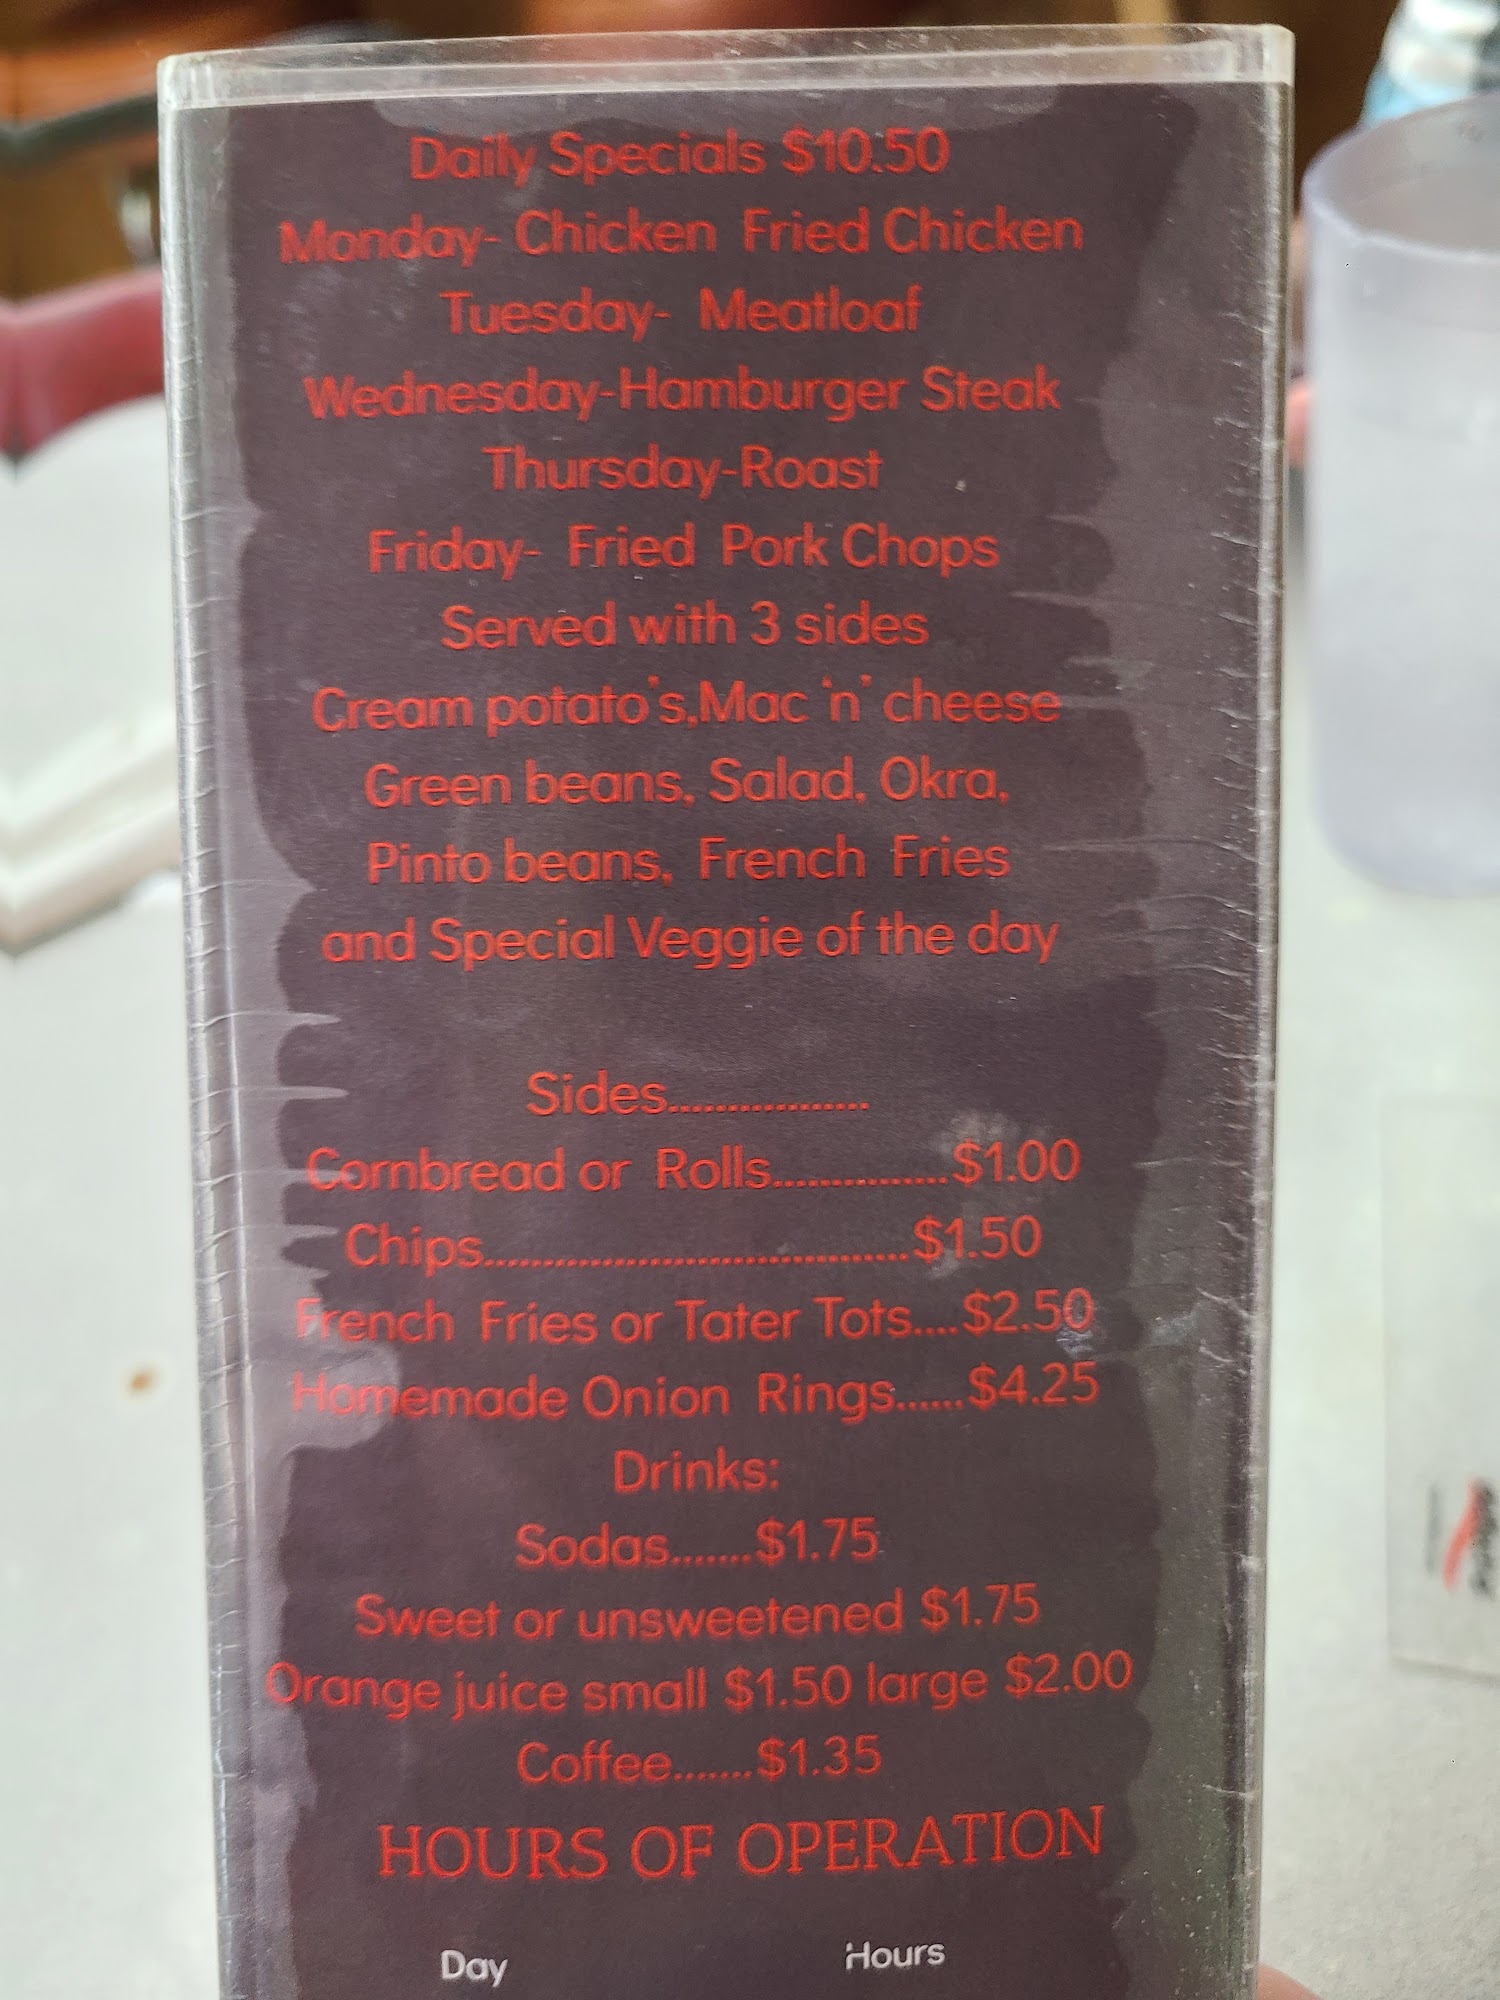 Daily Specials $10.50
Monday- Chicken Fried Chicken
Tuesday- Meatloaf
Wednesday-Hamburger Steak
Thursday-Roast
Friday- Fried Pork Chops
Served with 3 sides
Cream potato's,Mac 'n' cheese
Green beans, Salad, Okra,
Pinto beans, French Fries
and Special Veggie of the day
Sides.................
Cornbread or Rolls..............$1.00
Chips...................................$1.50
French Fries or Tater Tots....$2.50
Homemade Onion Rings......$4.25
Drinks:
Sodas.......$1.75
Sweet or unsweetened $1.75
Orange juice small $1.50 large $2.00
Coffee.......$1.35
HOURS OF OPERATION
Day Hours